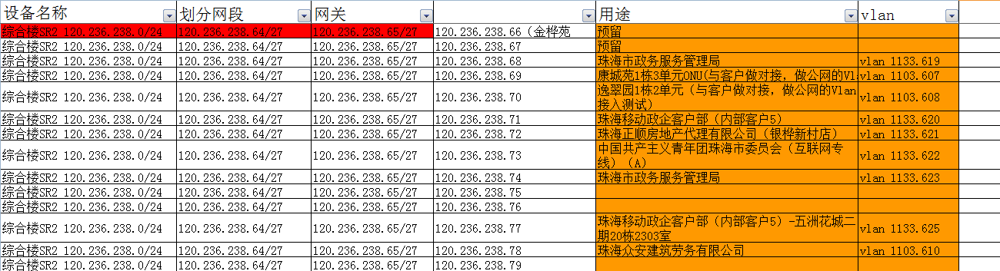 设备名称 划分网段 网关 用途 vlan
综合楼SR2 120.236.238.0/24 120.236.238.64/27 120.236.238.65/27 120.236.238.66（金桦苑 预留
综合楼SR2 120.236.238.0/24 120.236.238.64/27 120.236.238.65/27 120.236.238.67 预留
综合楼SR2 120.236.238.0/24 120.236.238.64/27 120.236.238.65/27 120.236.238.68 珠海市政务服务管理局 vlan 1133.619
综合楼SR2 120.236.238.0/24 120.236.238.64/27 120.236.238.65/27 120.236.238.69 康城苑1栋3单元ONU(与客户做对接，做公网的Vl vlan 1103.607
综合楼SR2 120.236.238.0/24 120.236.238.64/27 120.236.238.65/27 120.236.238.70 逸翠园1栋2单元（与客户做对接，做公网的Vlan vlan 1103.608
接入测试）
综合楼SR2 120.236.238.0/24 120.236.238.64/27 120.236.238.65/27 120.236.238.71 珠海移动政企客户部（内部客户5） vlan 1133.620
综合楼SR2 120.236.238.0/24 120.236.238.64/27 120.236.238.65/27 120.236.238.72 珠海正顺房地产代理有限公司（银桦新村店） vlan 1133.621
综合楼SR2 120.236.238.0/24 120.236.238.64/27 120.236.238.65/27 120.236.238.73 中国共产主义青年团珠海市委员会（互联网专 vlan 1133.622
线）（A）
综合楼SR2 120.236.238.0/24 120.236.238.64/27 120.236.238.65/27 120.236.238.74 珠海市政务服务管理局 vlan 1133.623
综合楼SR2 120.236.238.0/24 120.236.238.64/27 120.236.238.65/27 120.236.238.75
综合楼SR2 120.236.238.0/24 120.236.238.64/27 120.236.238.65/27 120.236.238.76
综合楼SR2 120.236.238.0/24 120.236.238.64/27 120.236.238.65/27 120.236.238.77 珠海移动政企客户部（内部客户5）-五洲花城二 vlan 1133.625
期20栋2303室
综合楼SR2 120.236.238.0/24 120.236.238.64/27 120.236.238.65/27 120.236.238.78 珠海众安建筑劳务有限公司 vlan 1103.610
综合楼SR2 120.236.238.0/24 120.236.238.64/27 120.236.238.65/27 120.236.238.79